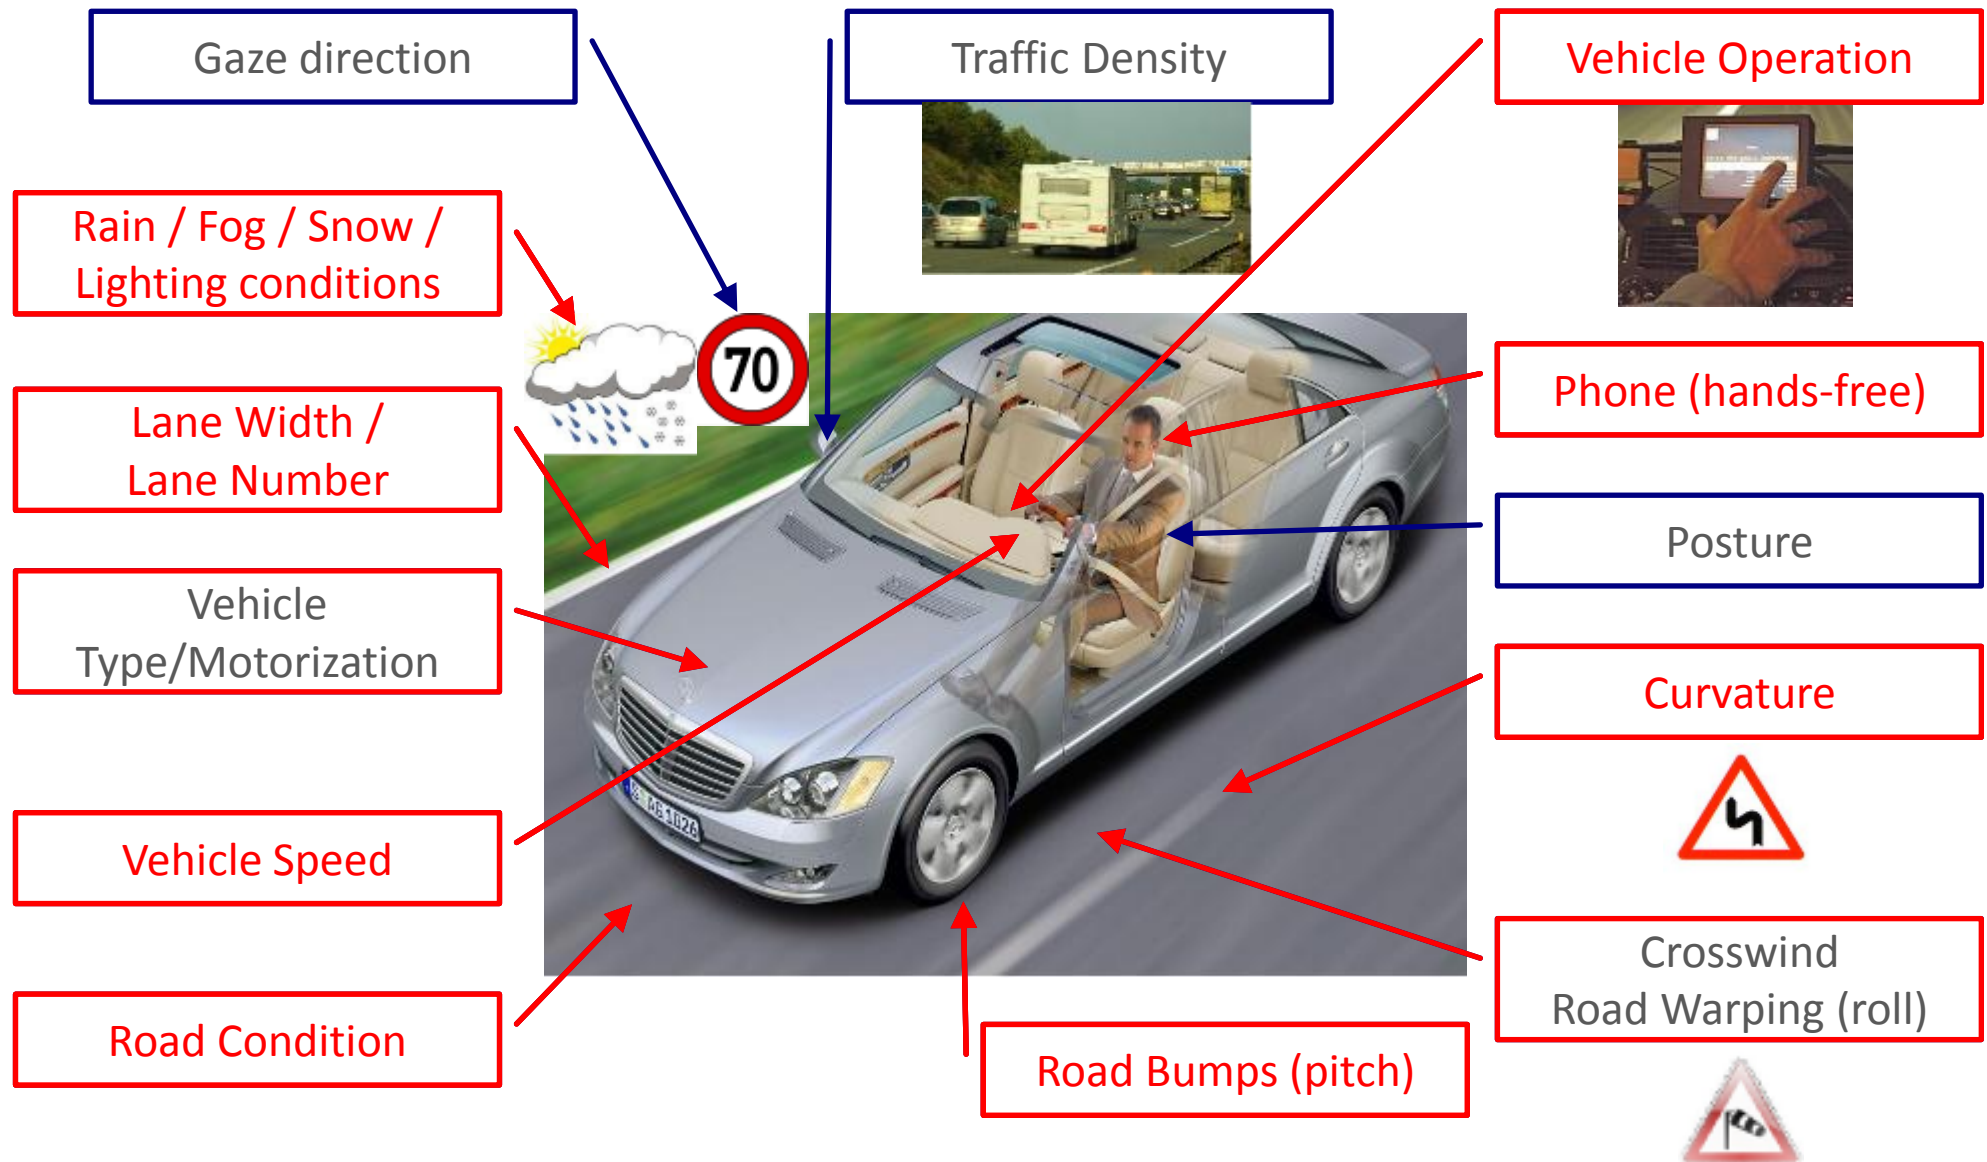 Gaze direction
Traffic Density
Vehicle Operation
Rain / Fog / Snow /
Lighting conditions
70
Phone (hands-free)
Lane Width /
Lane Number
Posture
Vehicle
Type/Motorization
Curvature
Vehicle Speed
Crosswind
Road Warping (roll)
Road Condition
Road Bumps (pitch)